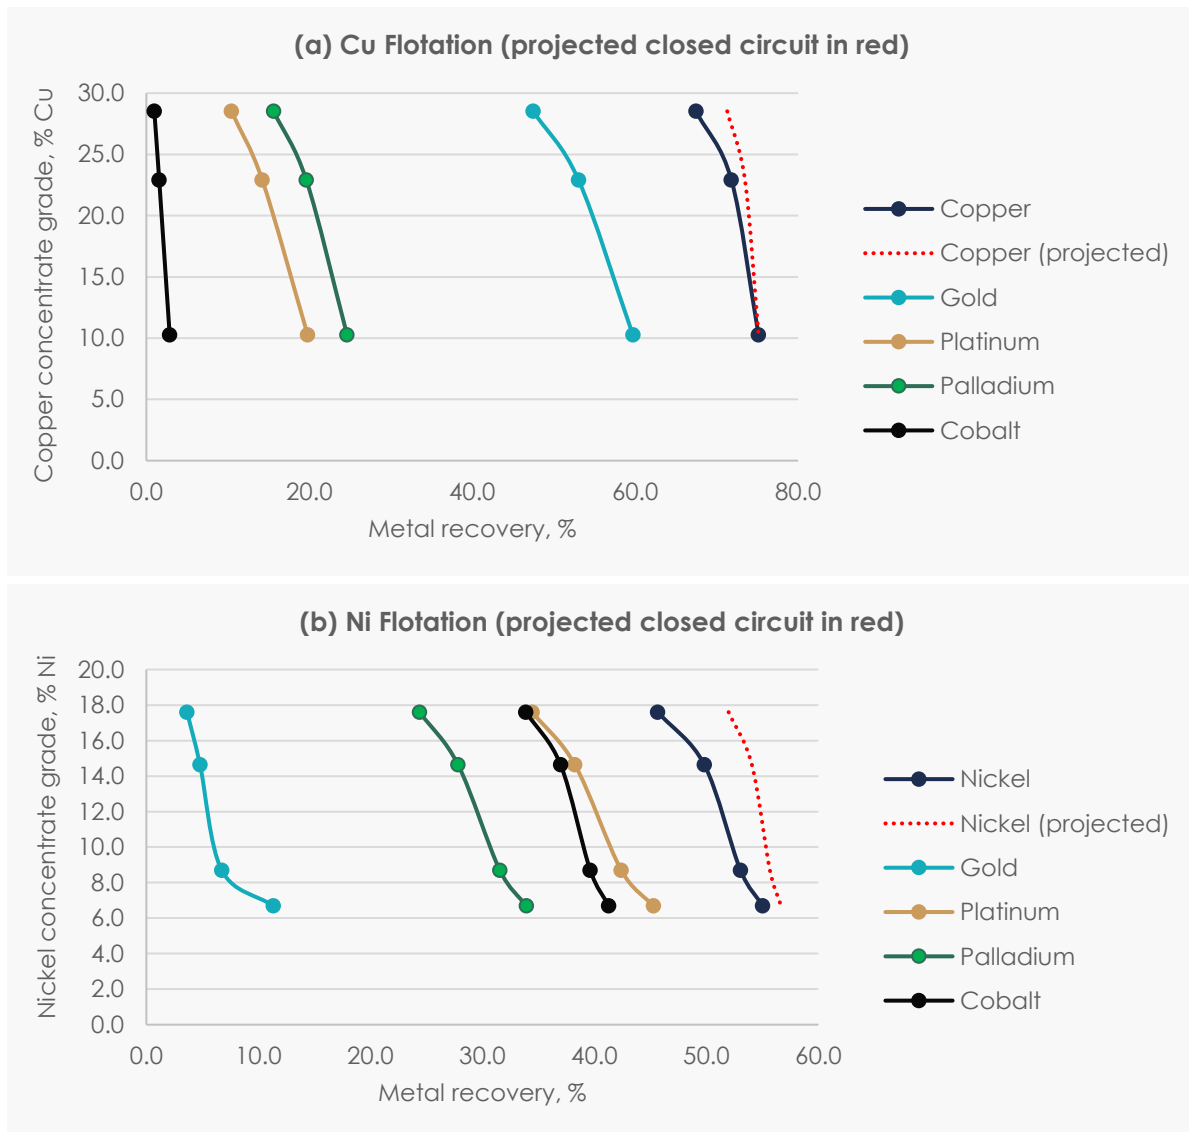 (a) Cu Flotation (projected closed circuit in red)
Copper concentrate grade, % Cu
30.0
25.0
20.0
15.0
10.0
5.0
0.0
0.0 20.0 40.0 60.0 80.0
Metal recovery, %
Copper
Copper (projected)
Gold
Platinum
Palladium
Cobalt
(b) Ni Flotation (projected closed circuit in red)
Nickel concentrate grade, % Ni
20.0
18.0
16.0
14.0
12.0
10.0
8.0
6.0
4.0
2.0
0.0
0.0 10.0 20.0 30.0 40.0 50.0 60.0
Metal recovery, %
Nickel
Nickel (projected)
Gold
Platinum
Palladium
Cobalt